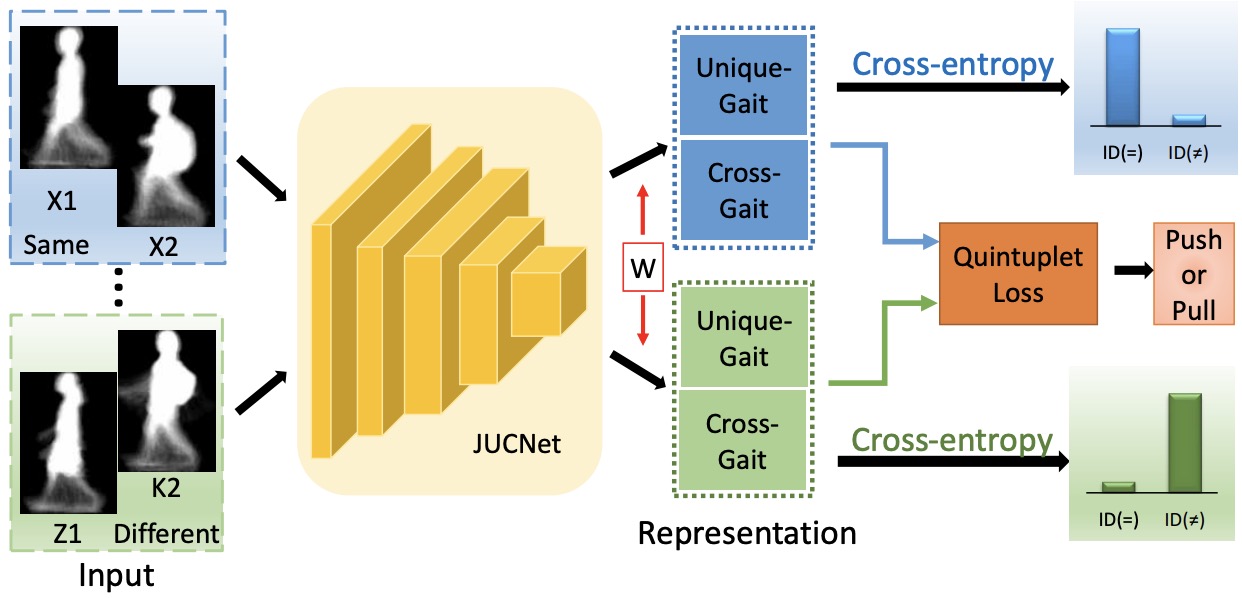 X1
Same
X2
K2
Z1
Different
Input
JUCNet
Unique-
Gait
Cross-
Gait
W
Unique-
Gait
Cross-
Gait
Representation
Cross-entropy
ID(=)
ID(≠)
Quintuplet
Loss
Push
or
Pull
Cross-entropy
ID(=)
ID(≠)